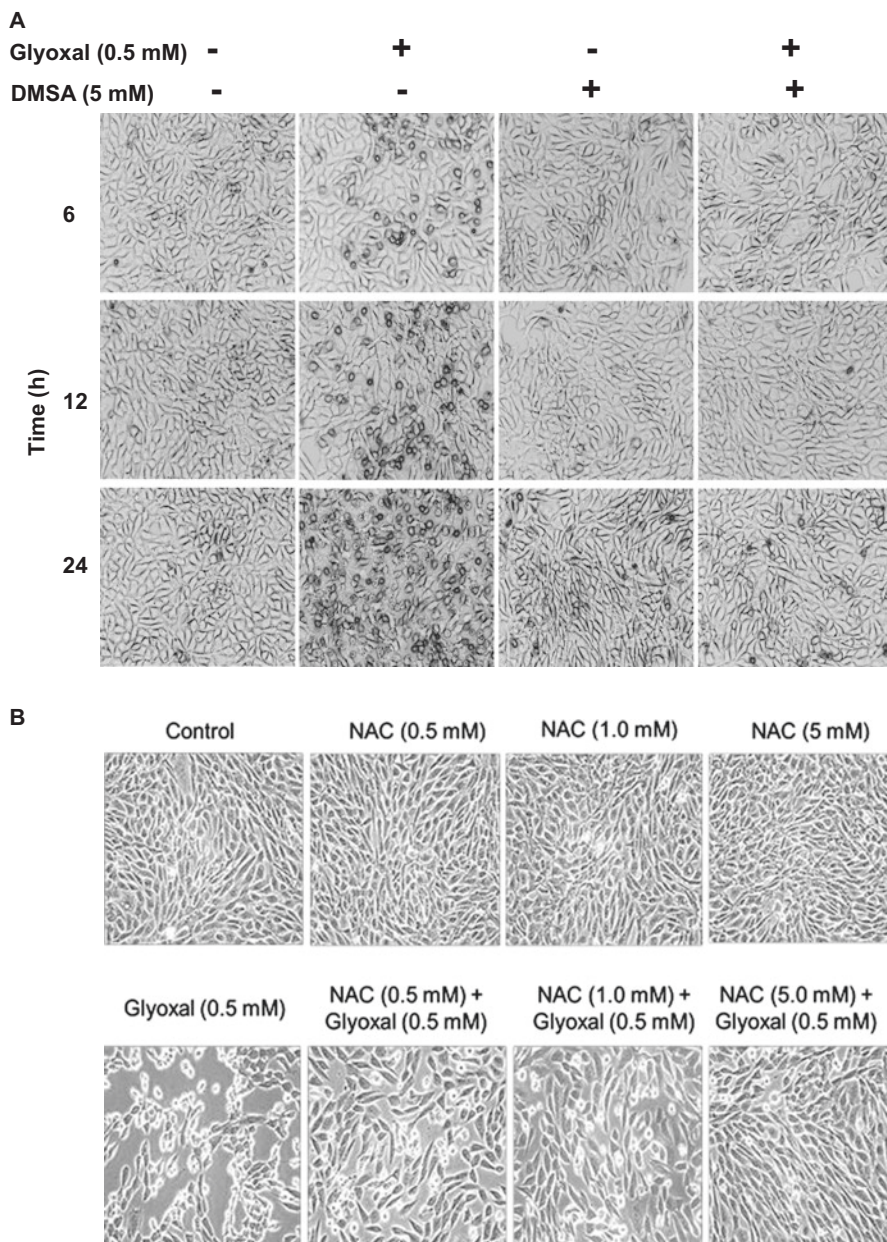 A
Glyoxal (0.5 mM) - + - +
DMSA (5 mM) - - + +
Time (h)
6
12
24
B
Control NAC (0.5 mM) NAC (1.0 mM) NAC (5 mM)
Glyoxal (0.5 mM) NAC (0.5 mM) + NAC (1.0 mM) + NAC (5.0 mM) +
Glyoxal (0.5 mM) Glyoxal (0.5 mM) Glyoxal (0.5 mM)